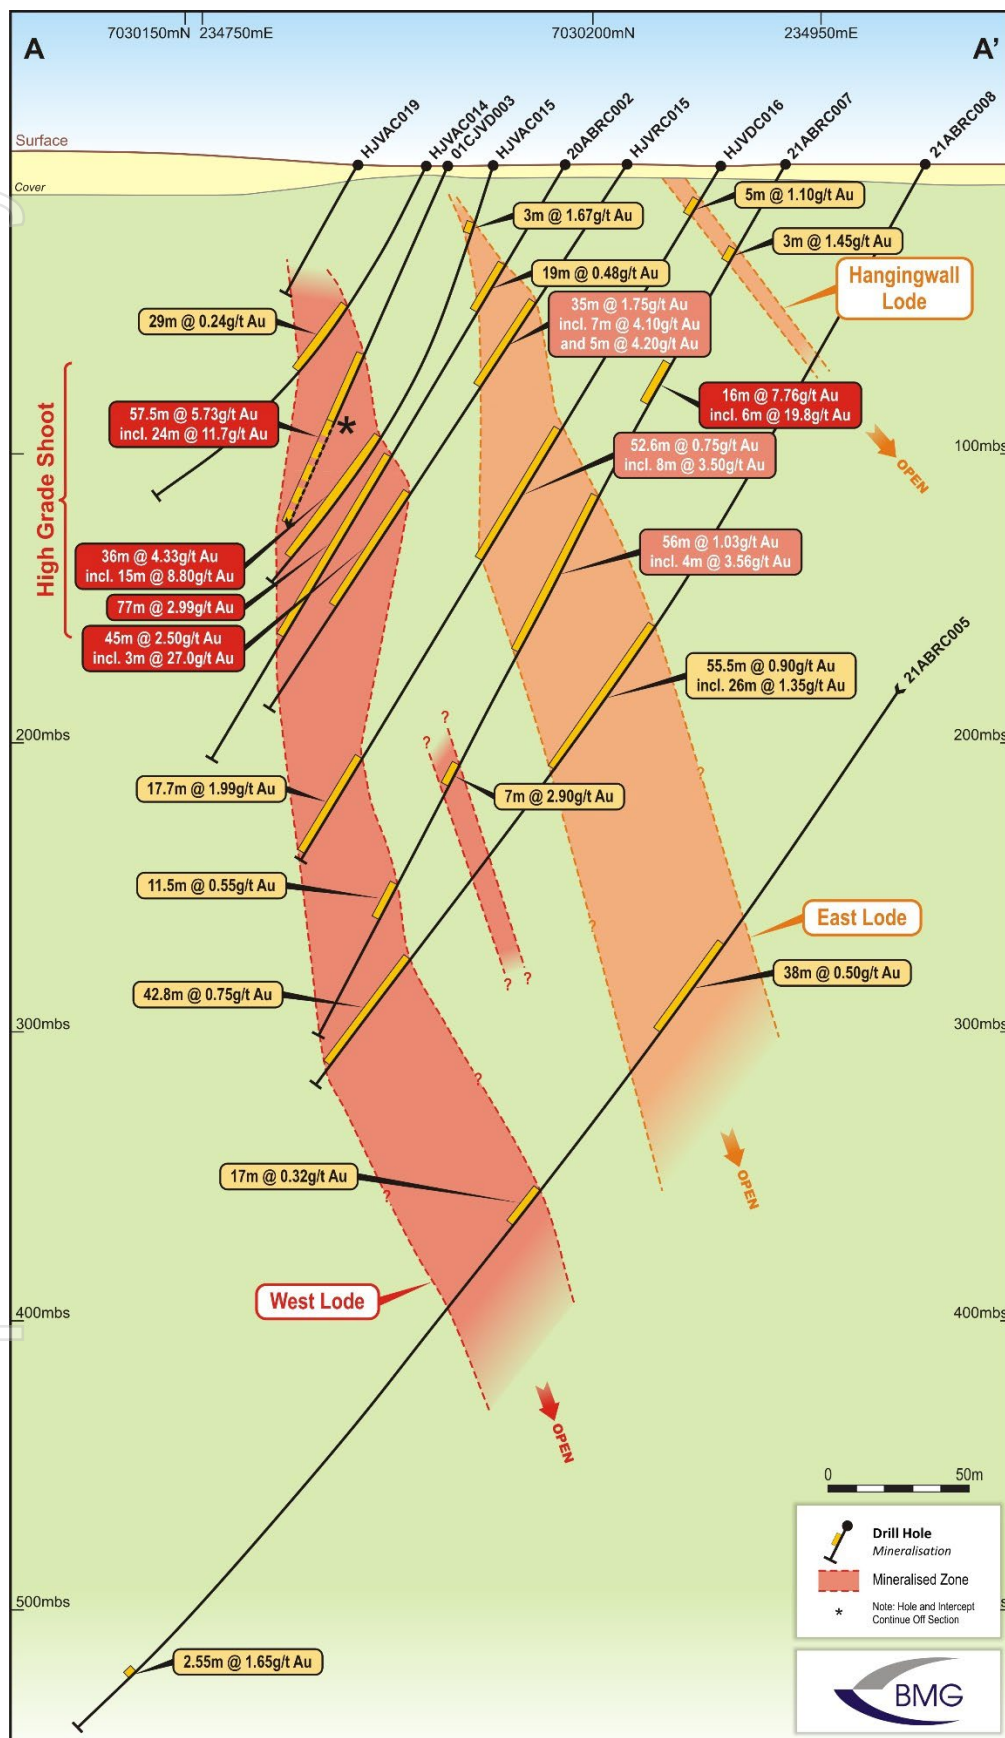 7030150mN
234750mE
7030200mN
234950mE
A
A'
Surface
Cover
HJVAC019
HJVAC014
01CJVD003
HJVAC015
20ABRC002
HJVRC015
HJVDC016
21ABRC007
21ABRC008
5m @ 1.10g/t Au
3m @ 1.67g/t Au
3m @ 1.45g/t Au
19m @ 0.48g/t Au
Hangingwall
Lode
29m @ 0.24g/t Au
35m @ 1.75g/t Au
incl. 7m @ 4.10g/t Au
and 5m @ 4.20g/t Au
High Grade Shoot
57.5m @ 5.73g/t Au
incl. 24m @ 11.7g/t Au
*
16m @ 7.76g/t Au
incl. 6m @ 19.8g/t Au
100mbs
OPEN
52.6m @ 0.75g/t Au
incl. 8m @ 3.50g/t Au
36m @ 4.33g/t Au
incl. 15m @ 8.80g/t Au
56m @ 1.03g/t Au
incl. 4m @ 3.56g/t Au
77m @ 2.99g/t Au
45m @ 2.50g/t Au
incl. 3m @ 27.0g/t Au
21ABRC005
55.5m @ 0.90g/t Au
incl. 26m @ 1.35g/t Au
?
?
200mbs
200mbs
?
17.7m @ 1.99g/t Au
7m @ 2.90g/t Au
11.5m @ 0.55g/t Au
East Lode
?
38m @ 0.50g/t Au
? ?
42.8m @ 0.75g/t Au
300mbs
300mbs
?
17m @ 0.32g/t Au
?
OPEN
West Lode
400mbs
400mbs
OPEN
0
50m
Drill Hole
Mineralisation
Mineralised Zone
*
Note: Hole and Intercept
Continue Off Section
500mbs
s
2.55m @ 1.65g/t Au
BMG